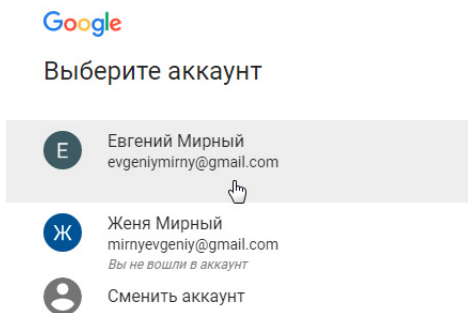 Google
Выберите аккаунт
Е
Евгений Мирный
evgeniymirny@gmail.com
Ж
Женя Мирный
mirnyevgeniy@gmail.com
Вы не вошли в аккаунт
Сменить аккаунт